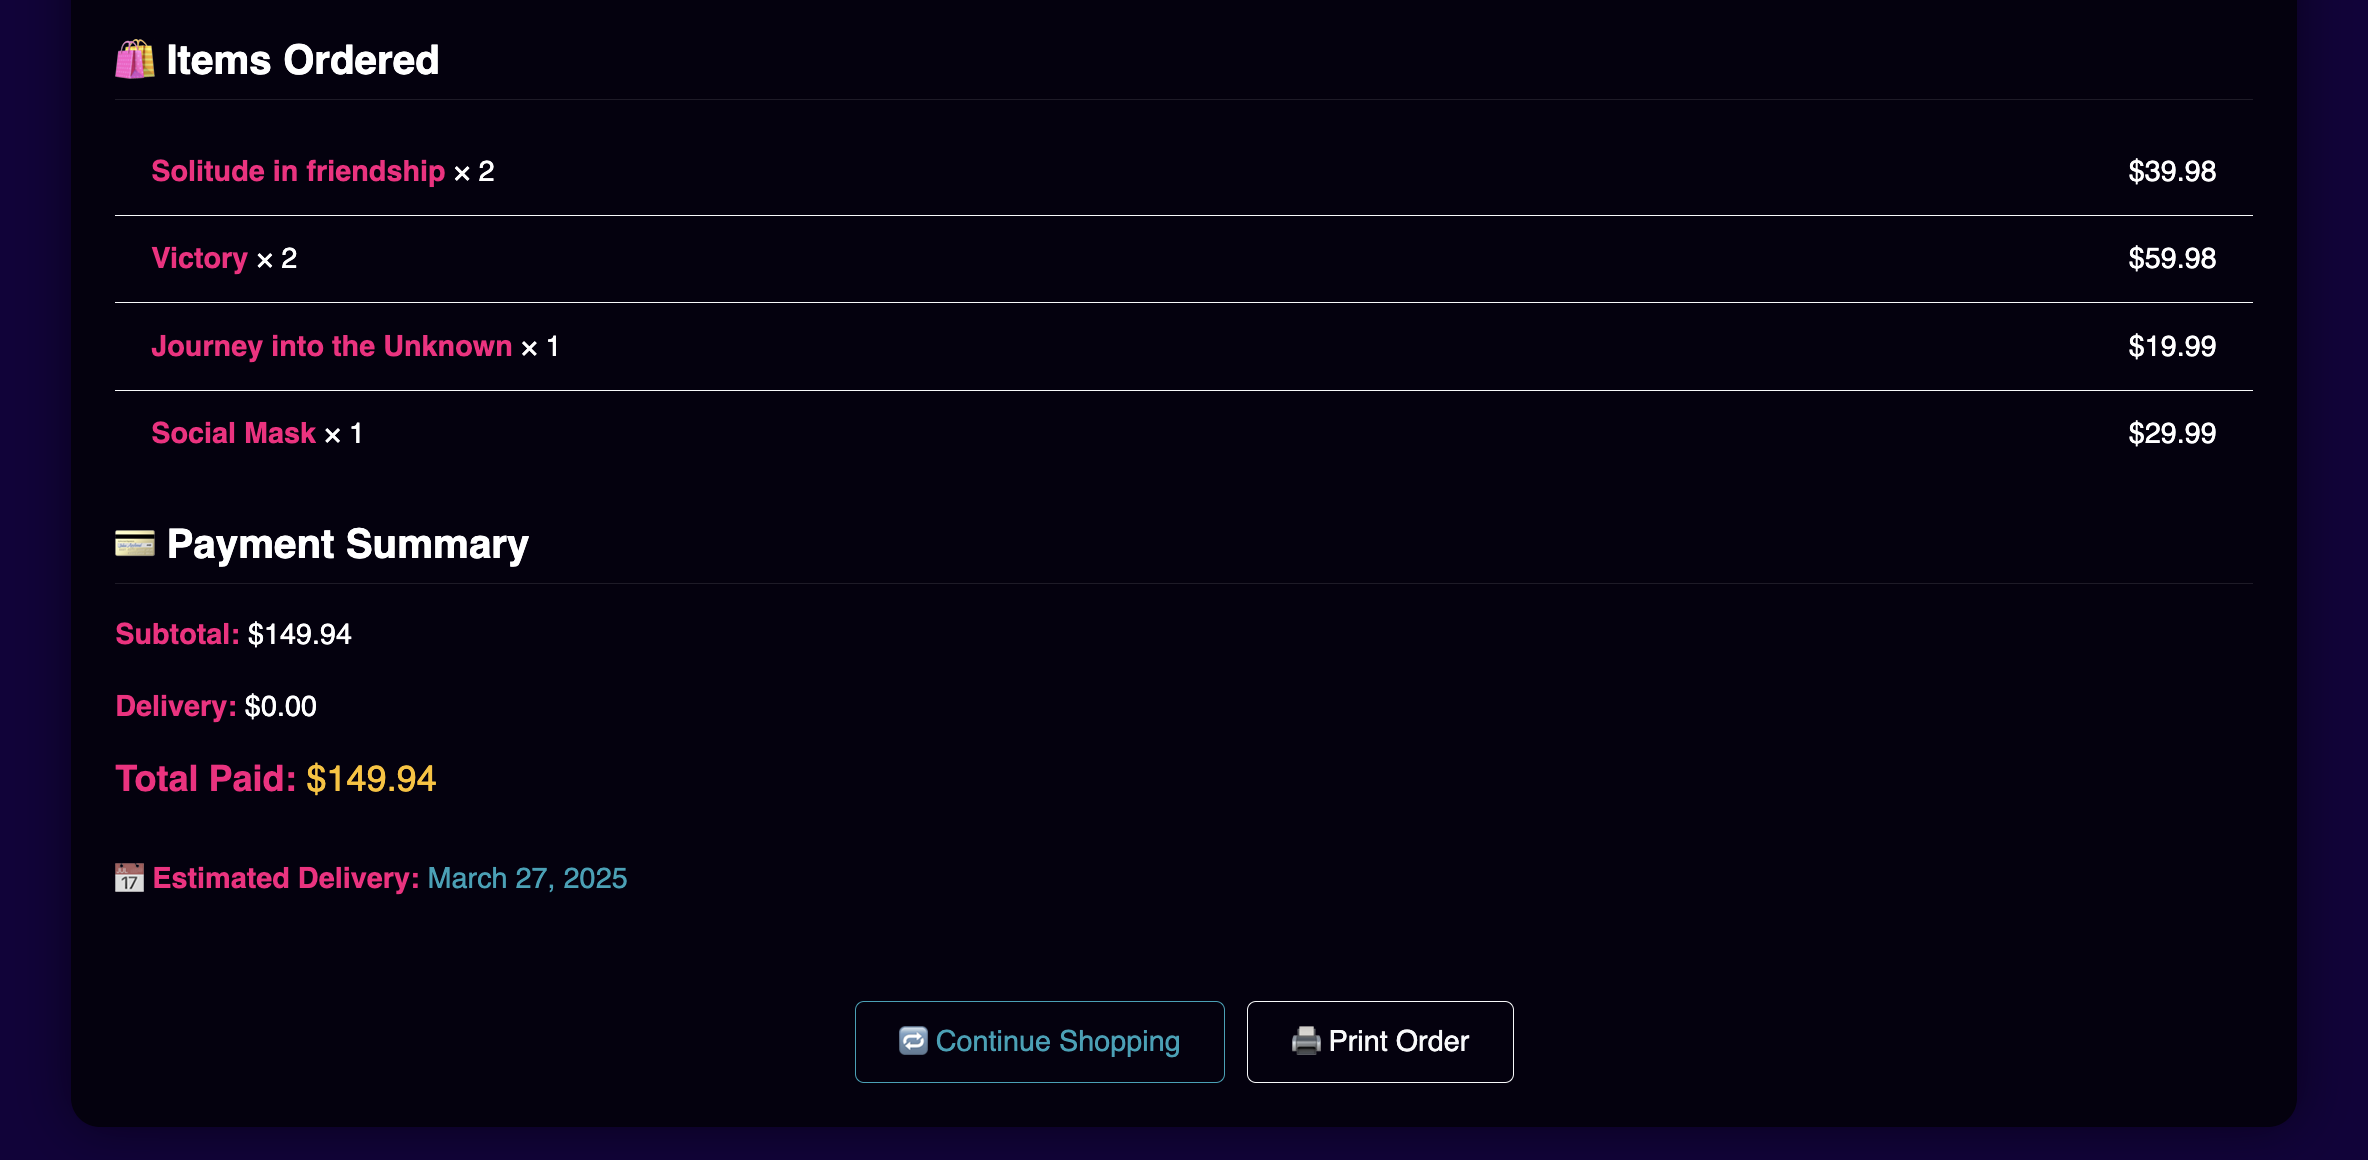 Items Ordered
Solitude in friendship × 2 $39.98
Victory × 2 $59.98
Journey into the Unknown × 1 $19.99
Social Mask × 1 $29.99
Payment Summary
Subtotal: $149.94
Delivery: $0.00
Total Paid: $149.94
JUL 17 Estimated Delivery: March 27, 2025
Continue Shopping
Print Order